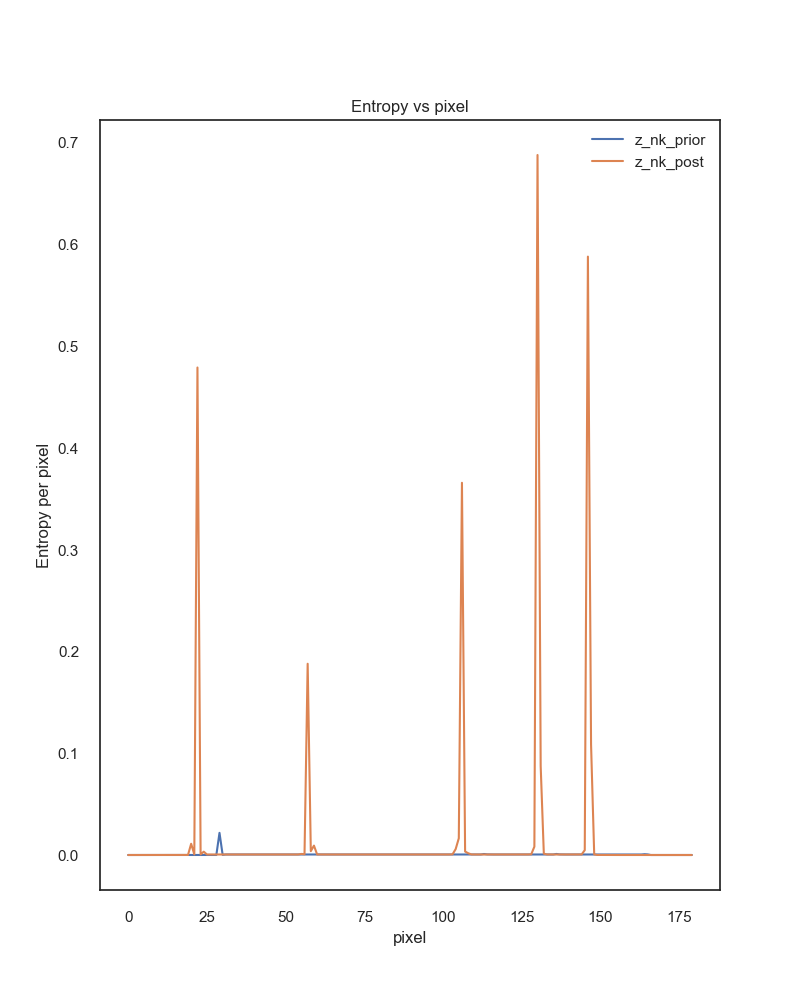 Entropy vs pixel
z_nk_prior
z_nk_post
0.7
0.6
0.5
0.4
0.3
0.2
0.1
0.0
Entropy per pixel
0 25 50 75 100 125 150 175
pixel